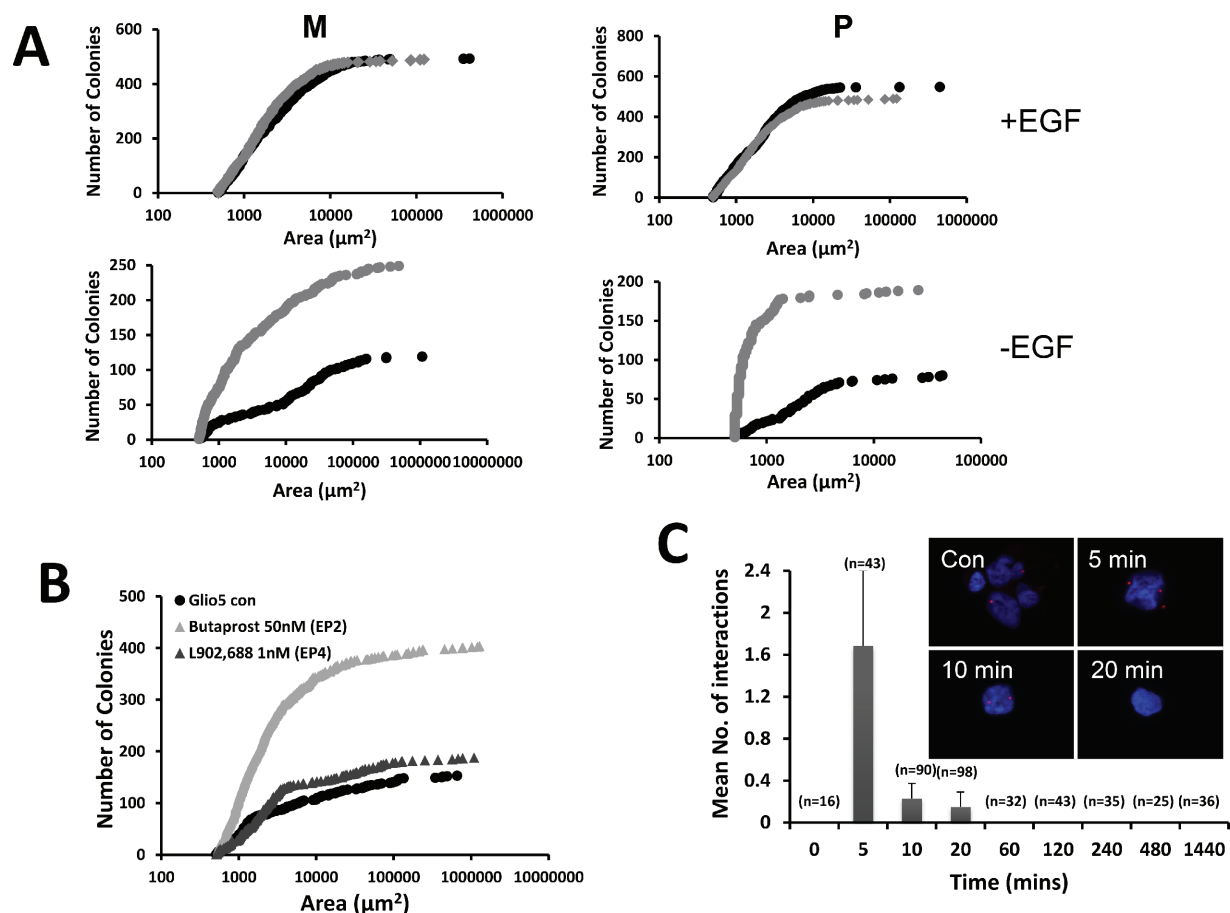 A
M
600
400
200
0
Number of Colonies
100
1000
10000
100000
1000000
Area (µm²)
P
800
600
400
200
0
Number of Colonies
100
1000
10000
100000
1000000
Area (µm²)
+EGF
250
200
150
100
50
0
Number of Colonies
100
1000
10000
100000
1000000
10000000
Area (µm²)
200
150
100
50
0
Number of Colonies
100
1000
10000
100000
Area (µm²)
-EGF
B
500
400
300
200
100
0
Number of Colonies
Glio5 con
Butaprost 50nM (EP2)
L902,688 1nM (EP4)
100
1000
10000
100000
1000000
10000000
Area (µm²)
C
2.4
2
1.6
1.2
0.8
0.4
0
Mean No. of interactions
(n=16)
(n=43)
(n=90)
(n=98)
(n=32)
(n=43)
(n=35)
(n=25)
(n=36)
Con
5 min
10 min
20 min
0 5 10 20 60 120 240 480 1440
Time (mins)